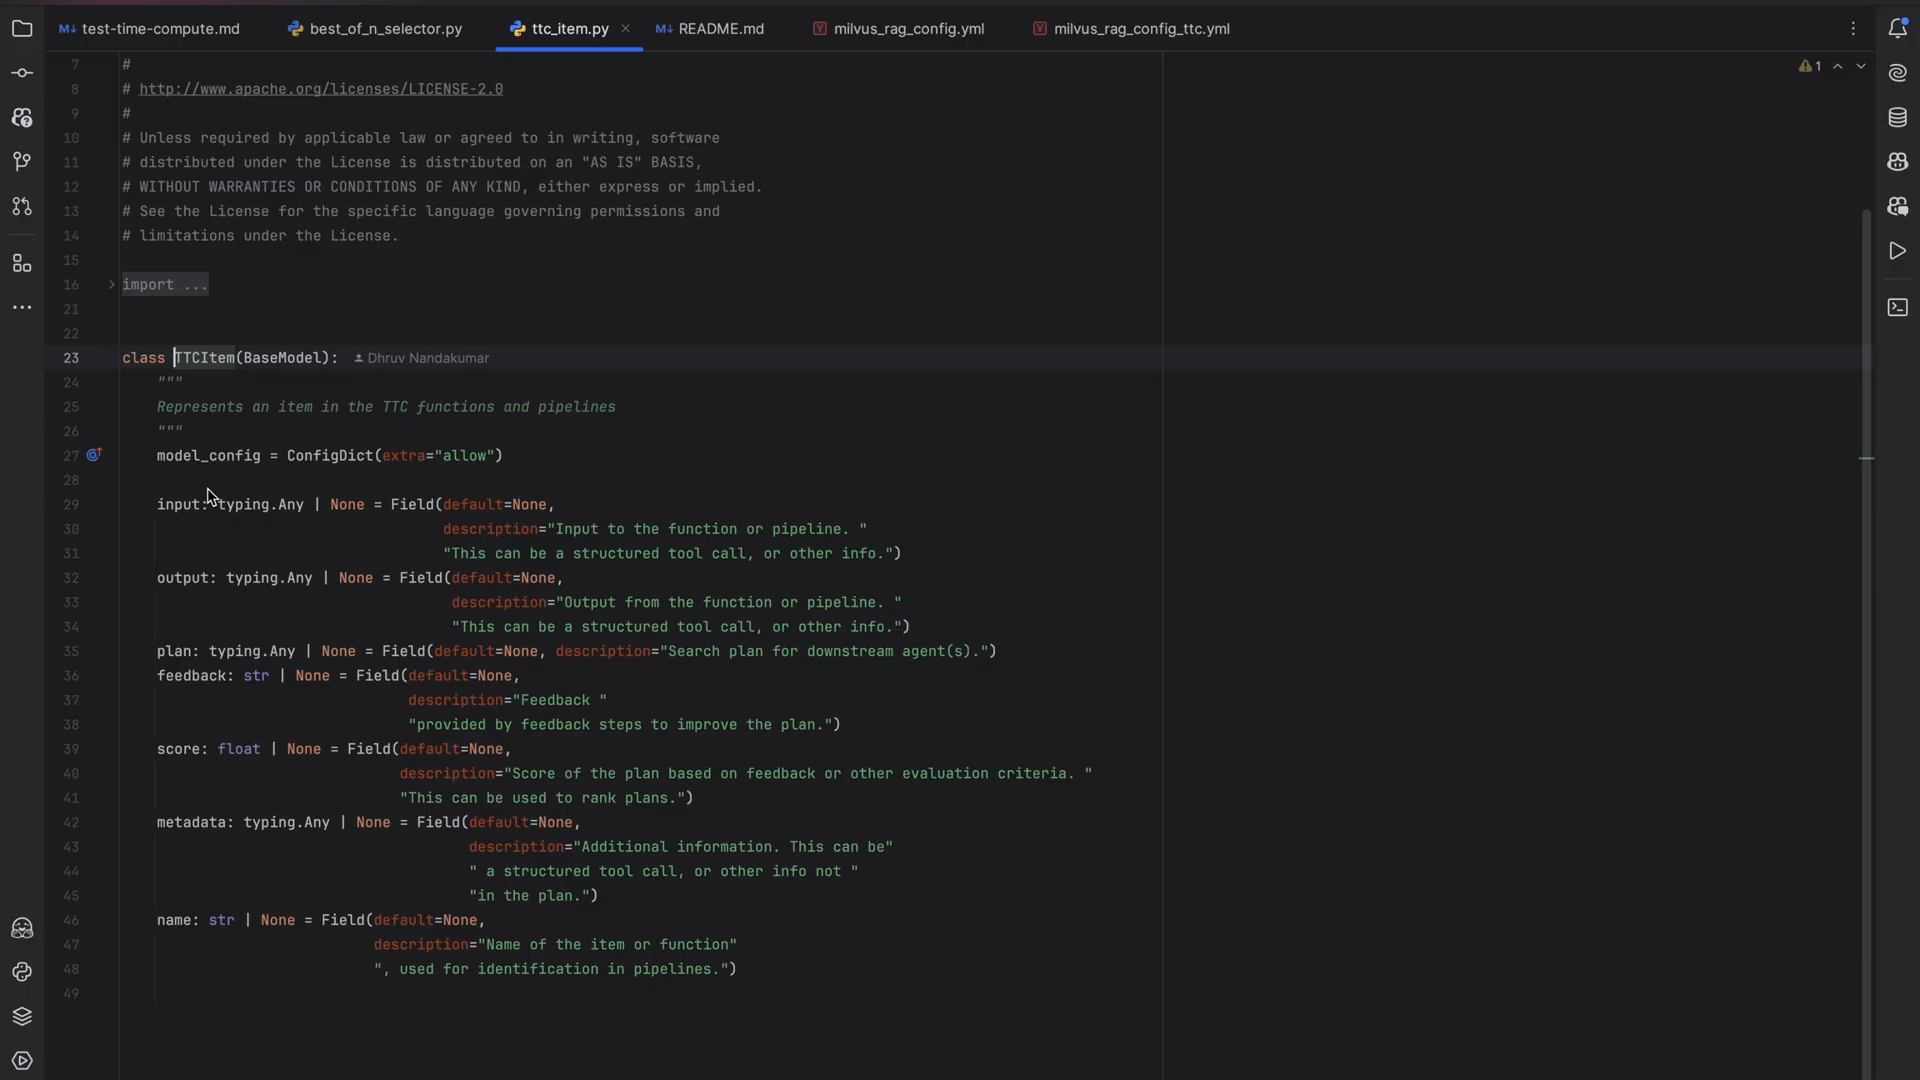 test-time-compute.md best_of_n_selector.py ttc_item.py README.md milvus_rag_config.yml milvus_rag_config_ttc.yml
1
7 #
8 # http://www.apache.org/licenses/LICENSE-2.0
9 #
10 # Unless required by applicable law or agreed to in writing, software
11 # distributed under the License is distributed on an "AS IS" BASIS,
12 # WITHOUT WARRANTIES OR CONDITIONS OF ANY KIND, either express or implied.
13 # See the License for the specific language governing permissions and
14 # limitations under the License.
15
16 import ...
21
22
23 class TTCItem(BaseModel): Dhruv Nandakumar
24 """
25 Represents an item in the TTC functions and pipelines
26 """
27 model_config = ConfigDict(extra="allow")
28
29 input: typing.Any | None = Field(default=None,
30 description="Input to the function or pipeline. "
31 "This can be a structured tool call, or other info.")
32 output: typing.Any | None = Field(default=None,
33 description="Output from the function or pipeline. "
34 "This can be a structured tool call, or other info.")
35 plan: typing.Any | None = Field(default=None, description="Search plan for downstream agent(s).")
36 feedback: str | None = Field(default=None,
37 description="Feedback "
38 "provided by feedback steps to improve the plan.")
39 score: float | None = Field(default=None,
40 description="Score of the plan based on feedback or other evaluation criteria. "
41 "This can be used to rank plans.")
42 metadata: typing.Any | None = Field(default=None,
43 description="Additional information. This can be"
44 " a structured tool call, or other info not "
45 "in the plan.")
46 name: str | None = Field(default=None,
47 description="Name of the item or function"
48 ", used for identification in pipelines.")
49